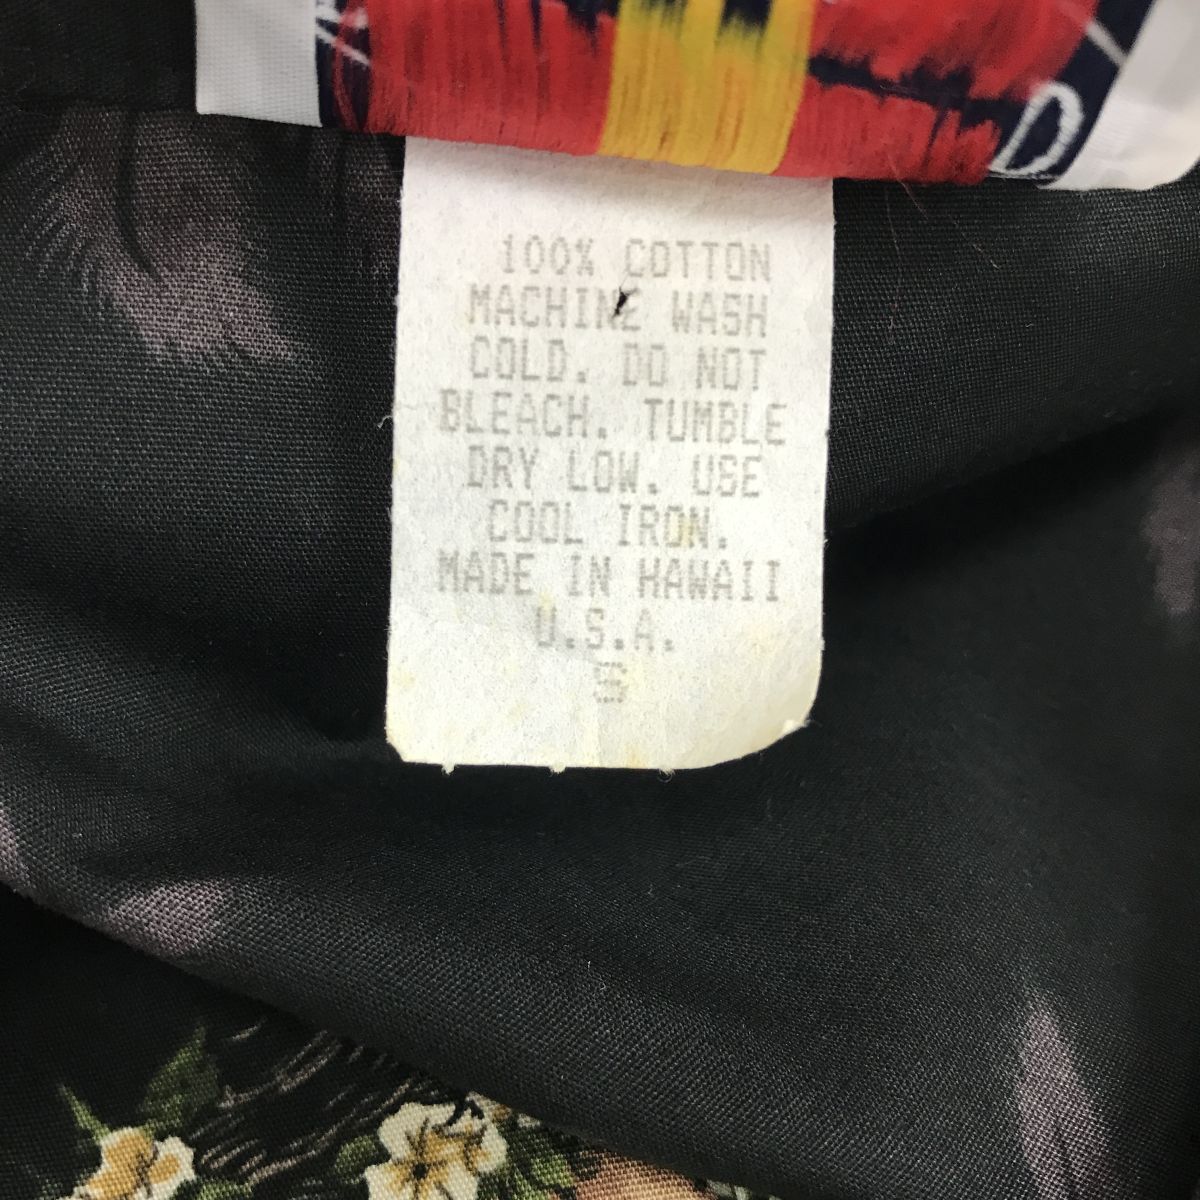 D
100% COTTON
MACHINE WASH
COLD. DO NOT
BLEACH. TUMBLE
DRY LOW. USE
COOL IRON.
MADE IN HAWAII
U.S.A.
S